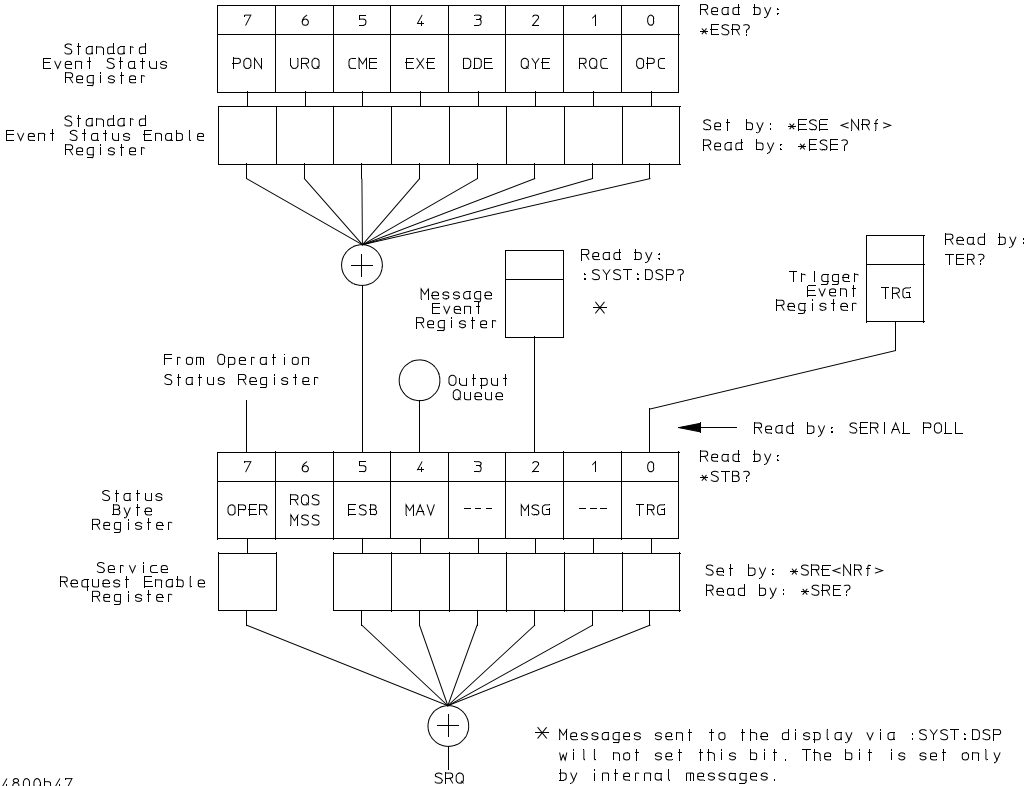 7 6 5 4 3 2 1 0
Read by:
*ESR?
Standard
Event Status
Register
PON URQ CME EXE DDE QYE RQC OPC
Standard
Event Status Enable
Register
Set by: *ESE <NRf>
Read by: *ESE?
Read by:
:SYST:DSP?
*
Message
Event
Register
Read by:
TER?
Trigger
Event
Register
TRG
From Operation
Status Register
Output
Queue
Read by: SERIAL POLL
7 6 5 4 3 2 1 0
Read by:
*STB?
Status
Byte
Register
OPER RQS MSS ESB MAV --- MSG --- TRG
Service
Request Enable
Register
Set by: *SRE<NRf>
Read by: *SRE?
* Messages sent to the display via :SYST:DSP
will not set this bit. The bit is set only
by internal messages.
SRQ